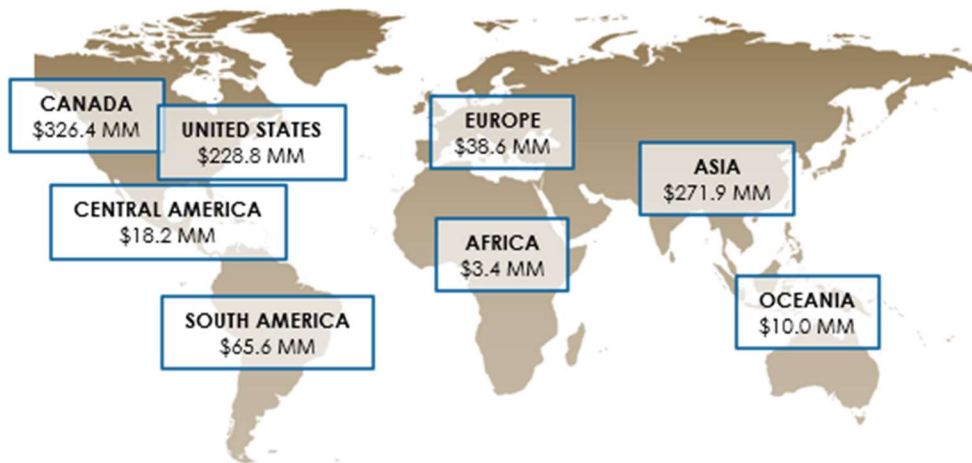 CANADA
$326.4 MM
UNITED STATES
$228.8 MM
EUROPE
$38.6 MM
ASIA
$271.9 MM
CENTRAL AMERICA
$18.2 MM
AFRICA
$3.4 MM
OCEANIA
$10.0 MM
SOUTH AMERICA
$65.6 MM